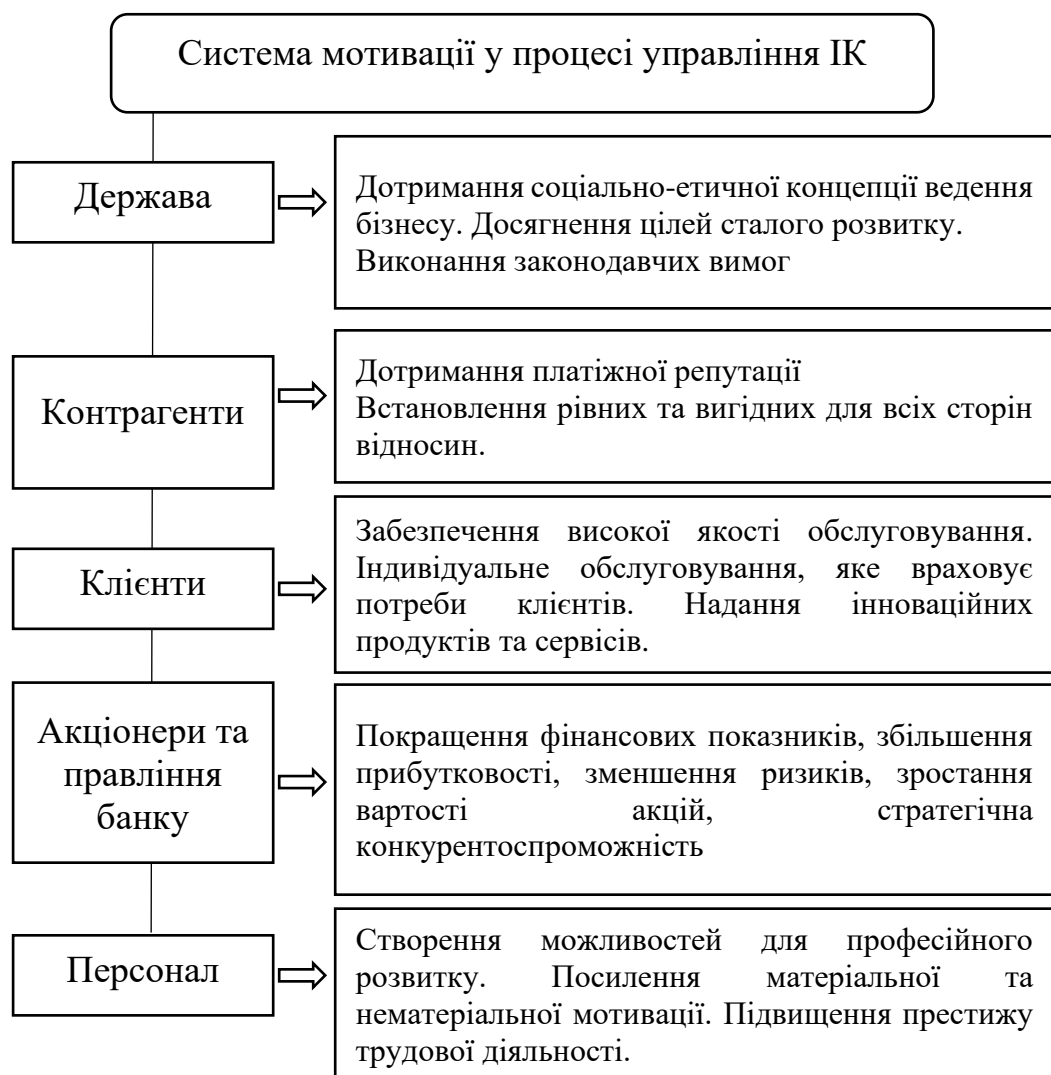 Система мотивації у процесі управління ІК
Держава
Дотримання соціально-етичної концепції ведення
бізнесу. Досягнення цілей сталого розвитку.
Виконання законодавчих вимог
Контрагенти
Дотримання платіжної репутації
Встановлення рівних та вигідних для всіх сторін
відносин.
Клієнти
Забезпечення високої якості обслуговування.
Індивідуальне обслуговування, яке враховує
потреби клієнтів. Надання інноваційних
продуктів та сервісів.
Акціонери та
правління
банку
Покращення фінансових показників, збільшення
прибутковості, зменшення ризиків, зростання
вартості акцій, стратегічна
конкурентоспроможність
Персонал
Створення можливостей для професійного
розвитку. Посилення матеріальної та
нематеріальної мотивації. Підвищення престижу
трудової діяльності.